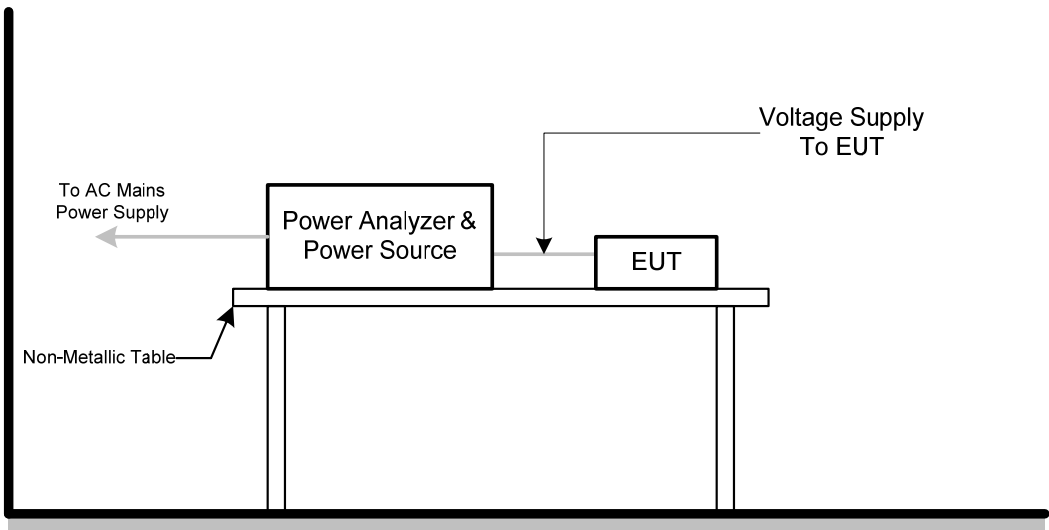 Voltage Supply
To EUT
To AC Mains
Power Supply
Power Analyzer &
Power Source
EUT
Non-Metallic Table